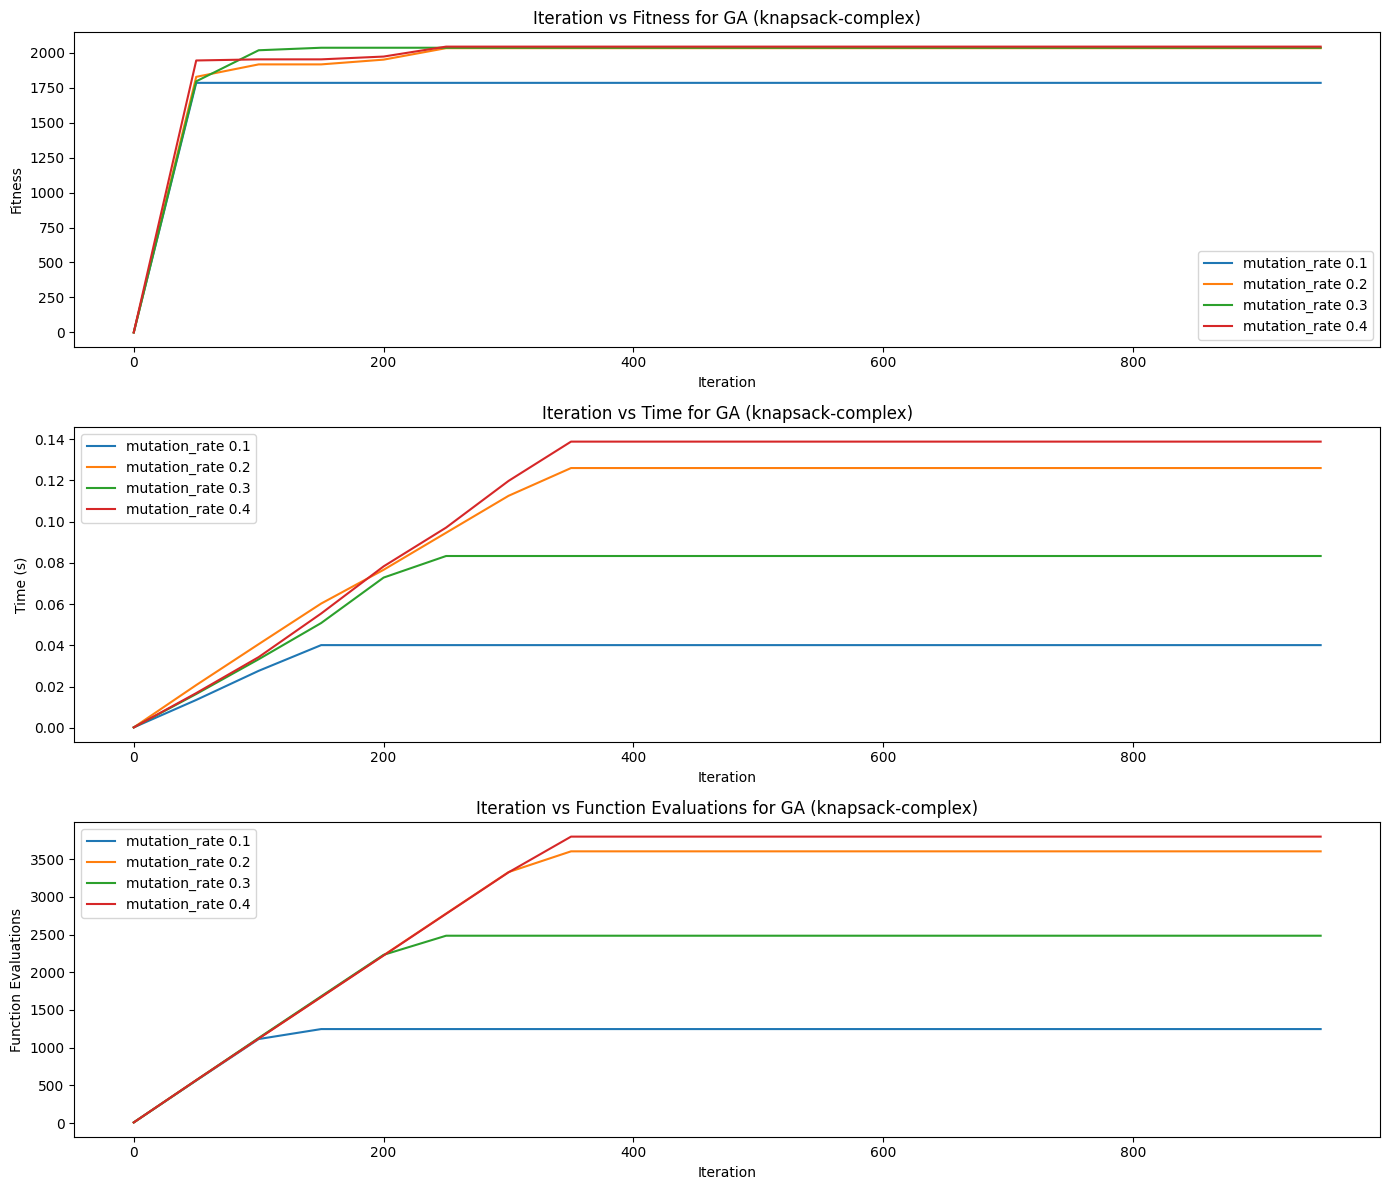 Iteration vs Fitness for GA (knapsack-complex)
2000
1750
1500
1250
1000
750
500
250
0
Fitness
mutation_rate 0.1
mutation_rate 0.2
mutation_rate 0.3
mutation_rate 0.4
0 200 400 600 800
Iteration
Iteration vs Time for GA (knapsack-complex)
0.14
0.12
0.10
0.08
0.06
0.04
0.02
0.00
Time (s)
mutation_rate 0.1
mutation_rate 0.2
mutation_rate 0.3
mutation_rate 0.4
0 200 400 600 800
Iteration
Iteration vs Function Evaluations for GA (knapsack-complex)
3500
3000
2500
2000
1500
1000
500
0
Function Evaluations
mutation_rate 0.1
mutation_rate 0.2
mutation_rate 0.3
mutation_rate 0.4
0 200 400 600 800
Iteration